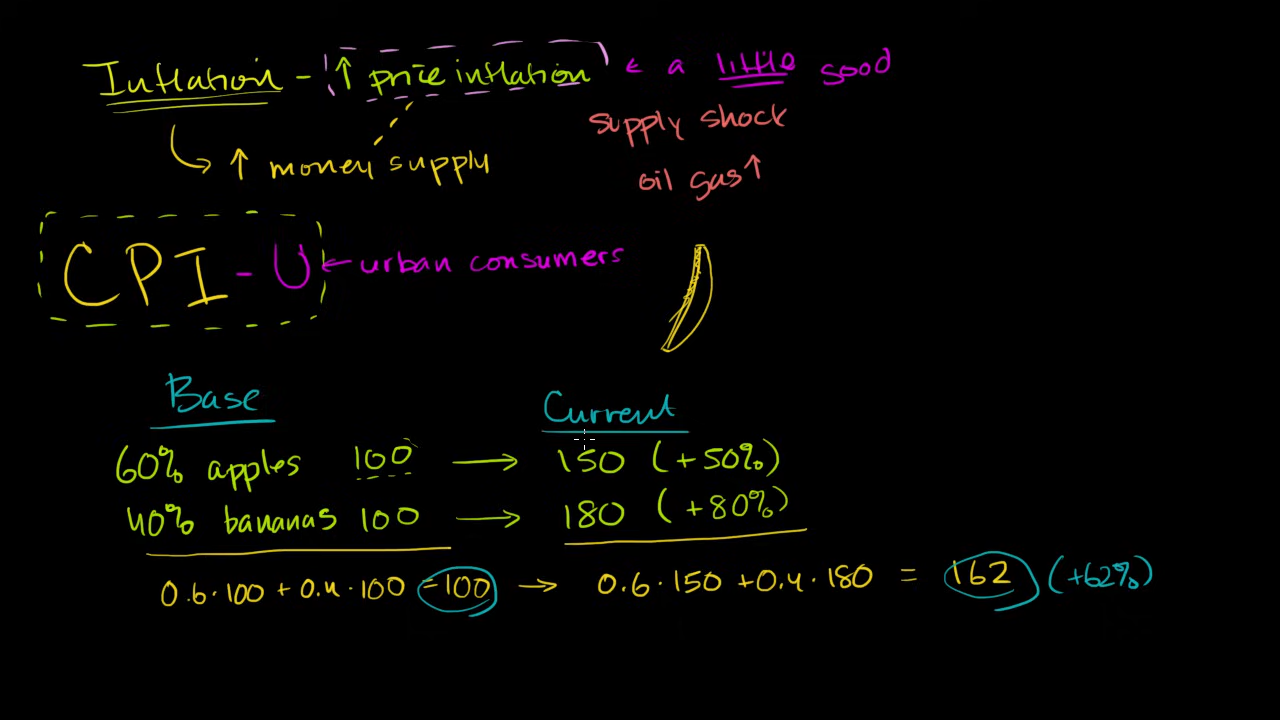 Inflation - ↑ price inflation ← a little good
→ ↑ money supply
supply shock
oil gas ↑
CPI - U ← urban consumers
Base
Current
60% apples 100 → 150 (+50%)
40% bananas 100 → 180 (+80%)
0.6·100 + 0.4·100 = 100 → 0.6·150 + 0.4·180 = 162 (+62%)